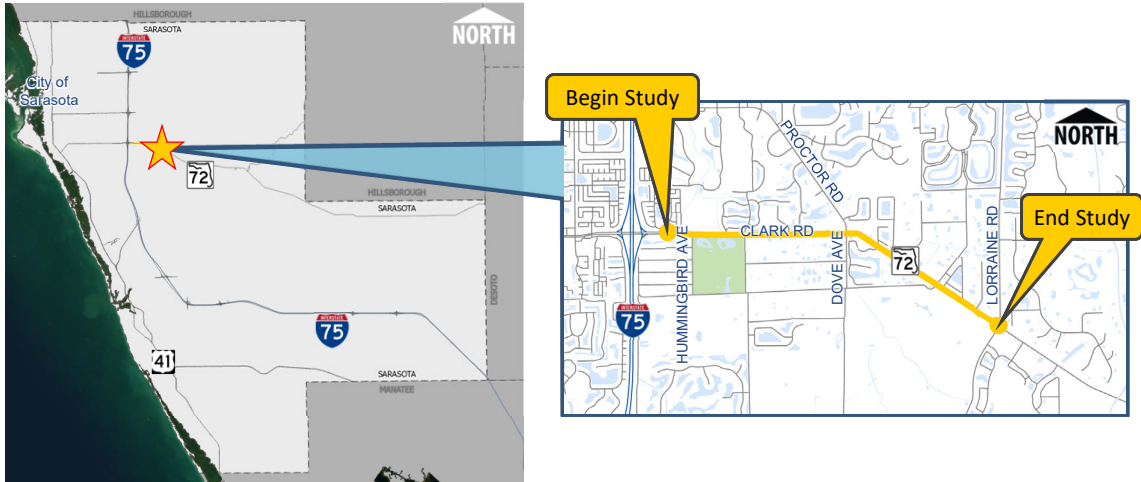 HILLSBOROUGH
SARASOTA
INTERSTATE
75
NORTH
City of
Sarasota
72
HILLSBOROUGH
SARASOTA
DESOTO
INTERSTATE
75
41
SARASOTA
MANATEE
Begin Study
PROCTOR RD
NORTH
End Study
CLARK RD
HUMMINGBIRD AVE
DOVE AVE
72
LORRAINE RD
INTERSTATE
75